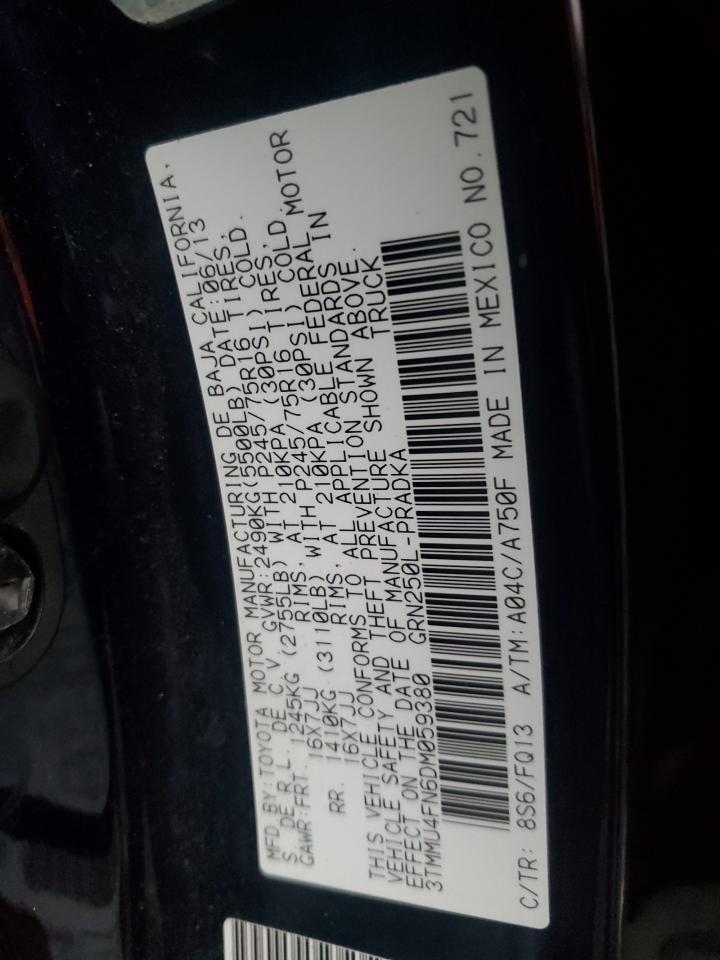 MFD BY:TOYOTA MOTOR MANUFACTURING DE BAJA CALIFORNIA,
S. DE R.L. DE C.V. DATE:06/13
GVWR:2490KG(5500LB)
GAWR:FRT. 1245KG (2755LB) WITH P245/75R16 TIRES,
16X7JJ RIMS, AT 210KPA (30PSI) COLD.
RR. 1410KG (3110LB) WITH P245/75R16 TIRES,
16X7JJ RIMS, AT 210KPA (30PSI) COLD.
THIS VEHICLE CONFORMS TO ALL APPLICABLE FEDERAL MOTOR
VEHICLE SAFETY AND THEFT PREVENTION STANDARDS IN
EFFECT ON THE DATE OF MANUFACTURE SHOWN ABOVE.
3TMMU4FN6DM059380 GRN250L-PRADKA TRUCK
C/TR: 8S6/FQ13 A/TM:A04C/A750F MADE IN MEXICO NO.721